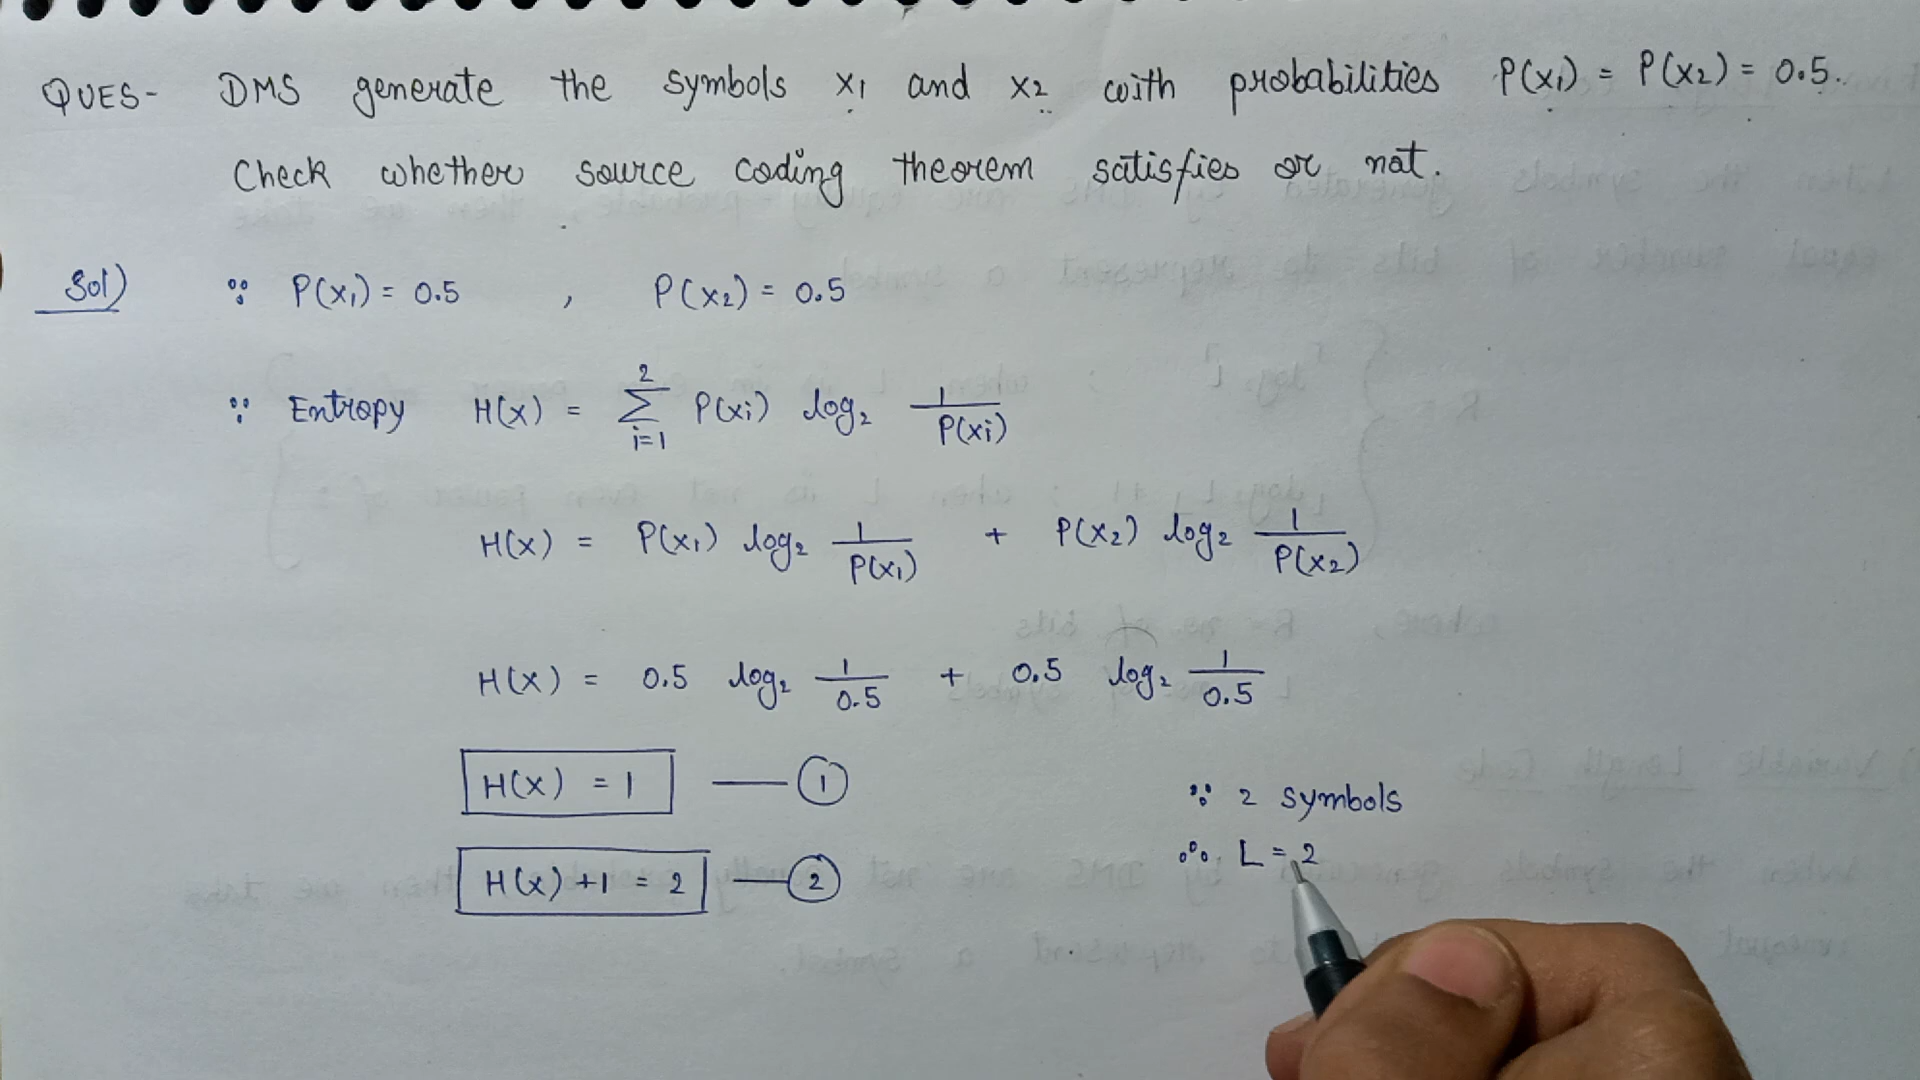 QUES- DMS generate the symbols x₁ and x₂ with probabilities P(x₁) = P(x₂) = 0.5.
Check whether source coding theorem satisfies or not.
Sol) ∵ P(x₁) = 0.5 , P(x₂) = 0.5
∵ Entropy H(x) = 2∑i=1 P(xi) log₂ 1/P(xi)
H(x) = P(x₁) log₂ 1/P(x₁) + P(x₂) log₂ 1/P(x₂)
H(x) = 0.5 log₂ 1/0.5 + 0.5 log₂ 1/0.5
H(x) = 1 — ①
∵ 2 symbols
∴ L = 2
H(x) + 1 = 2 — ②